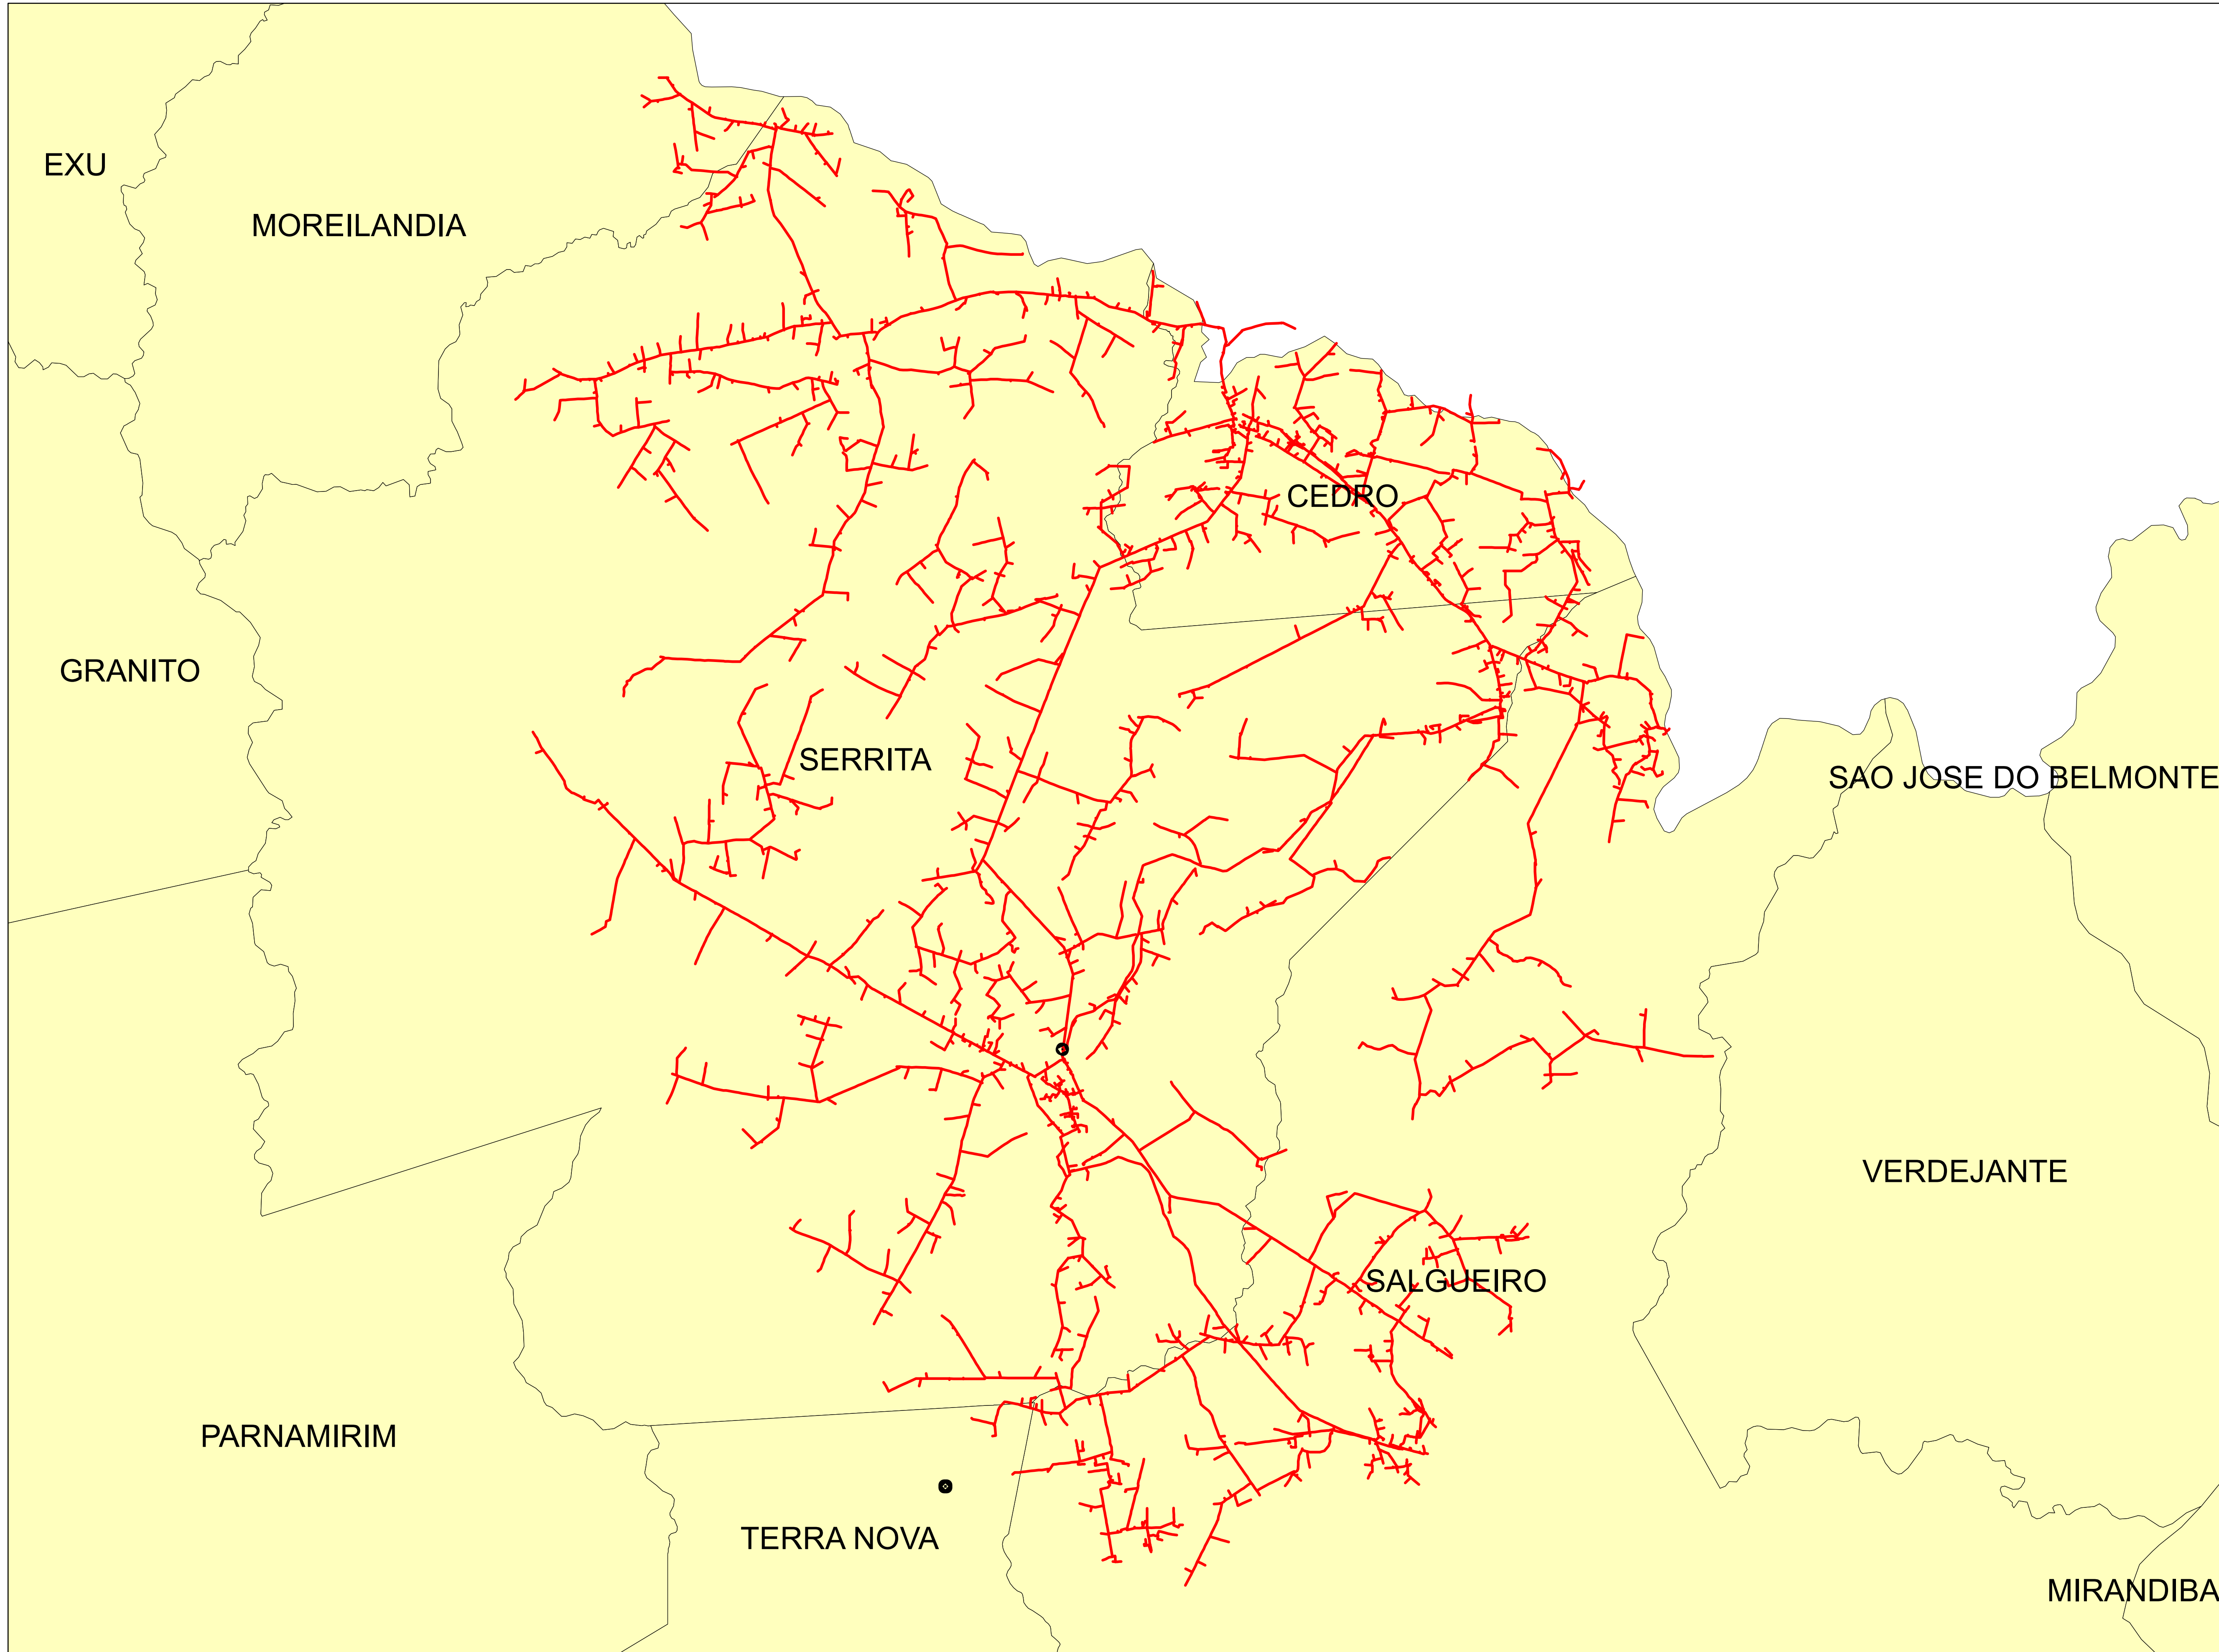 EXU
MOREILANDIA
CEDRO
GRANITO
SERRITA
SAO JOSE DO BELMONTE
VERDEJANTE
SALGUEIRO
PARNAMIRIM
TERRA NOVA
MIRANDIBA